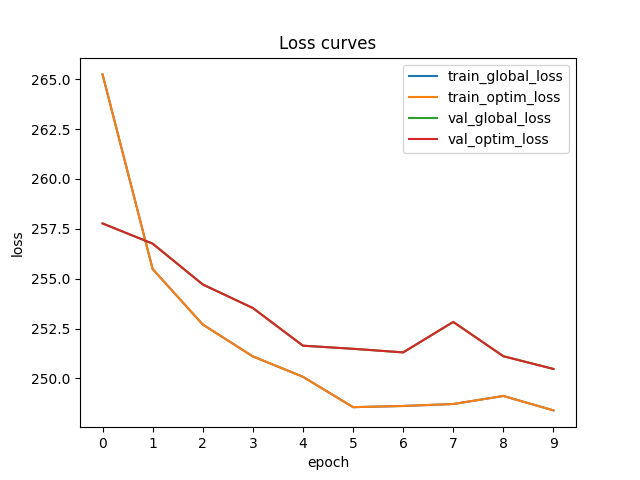 Loss curves
train_global_loss
train_optim_loss
val_global_loss
val_optim_loss
265.0
262.5
260.0
257.5
255.0
252.5
250.0
loss
0 1 2 3 4 5 6 7 8 9
epoch